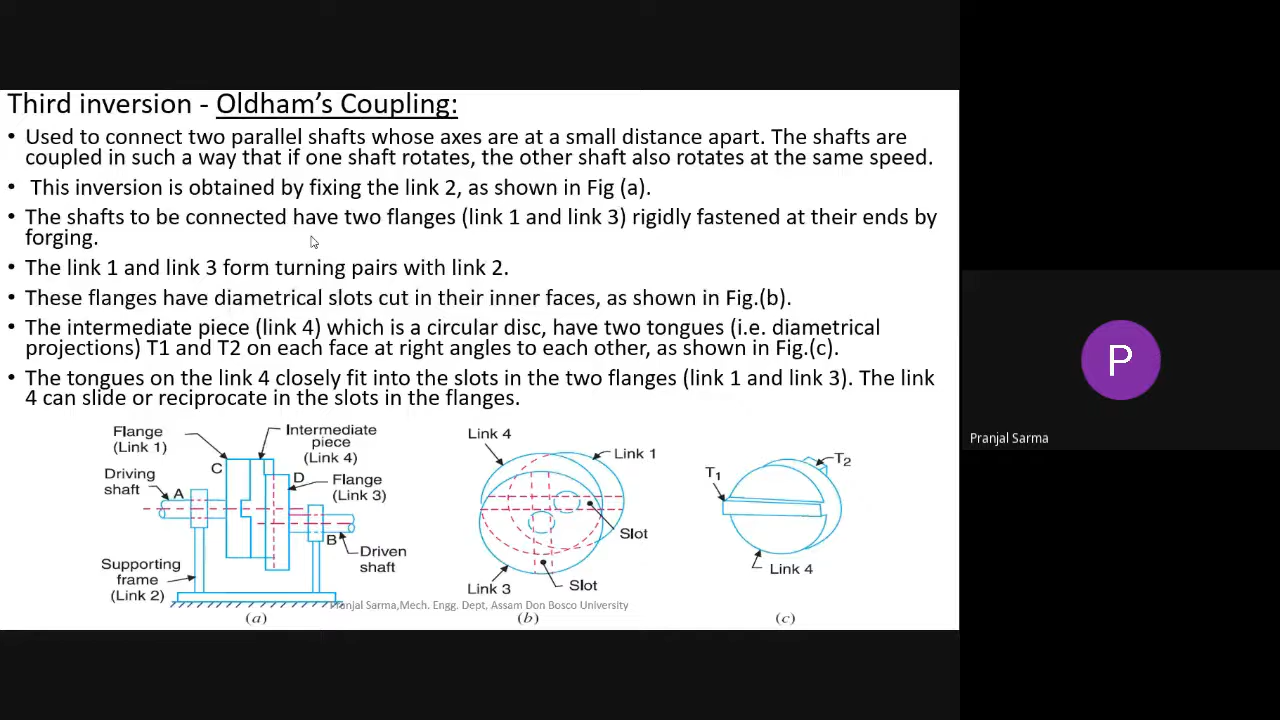 Third inversion - Oldham's Coupling:
• Used to connect two parallel shafts whose axes are at a small distance apart. The shafts are
coupled in such a way that if one shaft rotates, the other shaft also rotates at the same speed.
• This inversion is obtained by fixing the link 2, as shown in Fig (a).
• The shafts to be connected have two flanges (link 1 and link 3) rigidly fastened at their ends by
forging.
• The link 1 and link 3 form turning pairs with link 2.
• These flanges have diametrical slots cut in their inner faces, as shown in Fig.(b).
• The intermediate piece (link 4) which is a circular disc, have two tongues (i.e. diametrical
projections) T1 and T2 on each face at right angles to each other, as shown in Fig.(c).
• The tongues on the link 4 closely fit into the slots in the two flanges (link 1 and link 3). The link
4 can slide or reciprocate in the slots in the flanges.
Flange
(Link 1)
C
Intermediate
piece
(Link 4)
Driving
shaft
A
D
Flange
(Link 3)
B
Driven
shaft
Supporting
frame
(Link 2)
(a)
Link 4
Link 1
Slot
Slot
Link 3
(b)
T1
T2
Link 4
(c)
Pranjal Sarma,Mech. Engg. Dept, Assam Don Bosco University
P
Pranjal Sarma